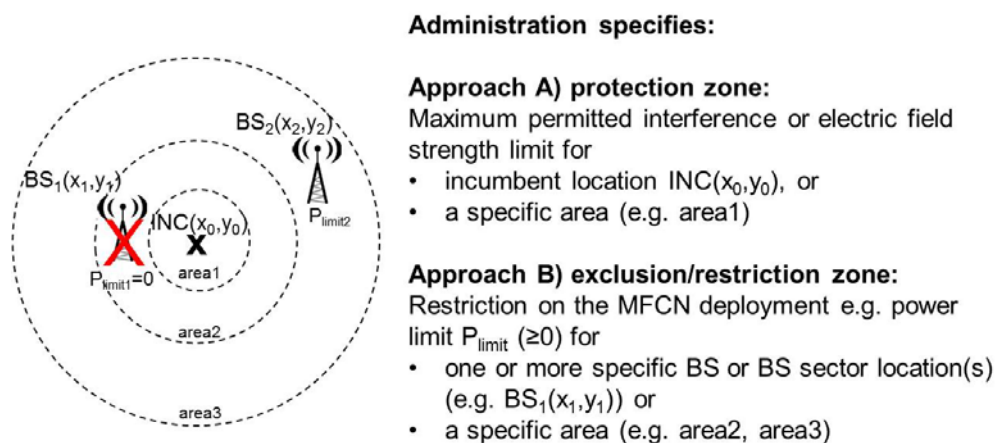 Administration specifies:
Approach A) protection zone:
Maximum permitted interference or electric field
strength limit for
• incumbent location INC(x₀,y₀), or
• a specific area (e.g. area1)
Approach B) exclusion/restriction zone:
Restriction on the MFCN deployment e.g. power
limit P_limit (≥0) for
• one or more specific BS or BS sector location(s)
(e.g. BS₁(x₁,y₁)) or
• a specific area (e.g. area2, area3)
BS₂(x₂,y₂)
P_limit2
BS₁(x₁,y₁)
P_limit1=0
INC(x₀,y₀)
x
area1
area2
area3